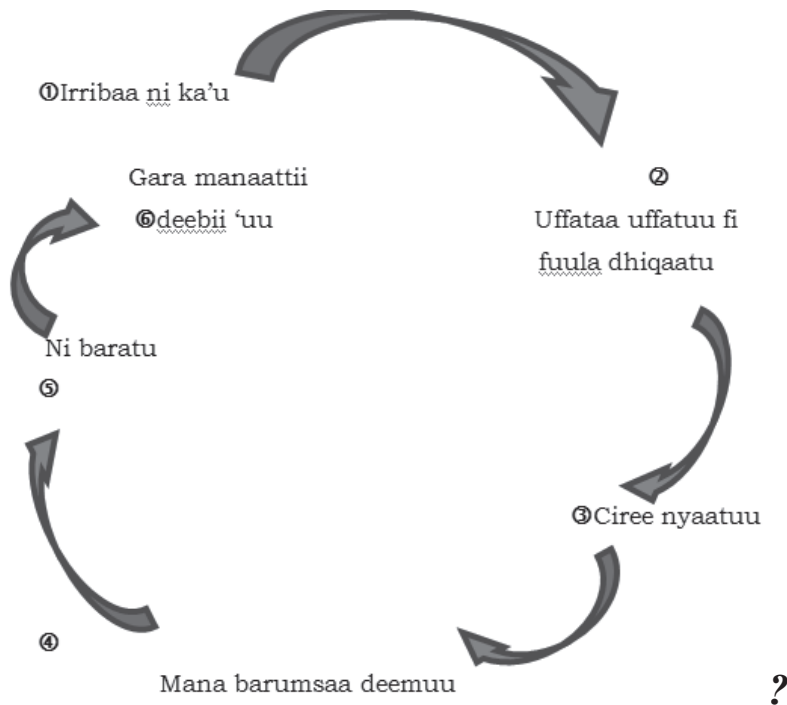 ①Irribaa ni ka’u
Gara manaattii
⑥deebii ‘uu
②
Uffataa uffatuu fi
fuula dhiqaatu
Ni baratu
⑤
③Ciree nyaatuu
④
Mana barumsaa deemuu
?